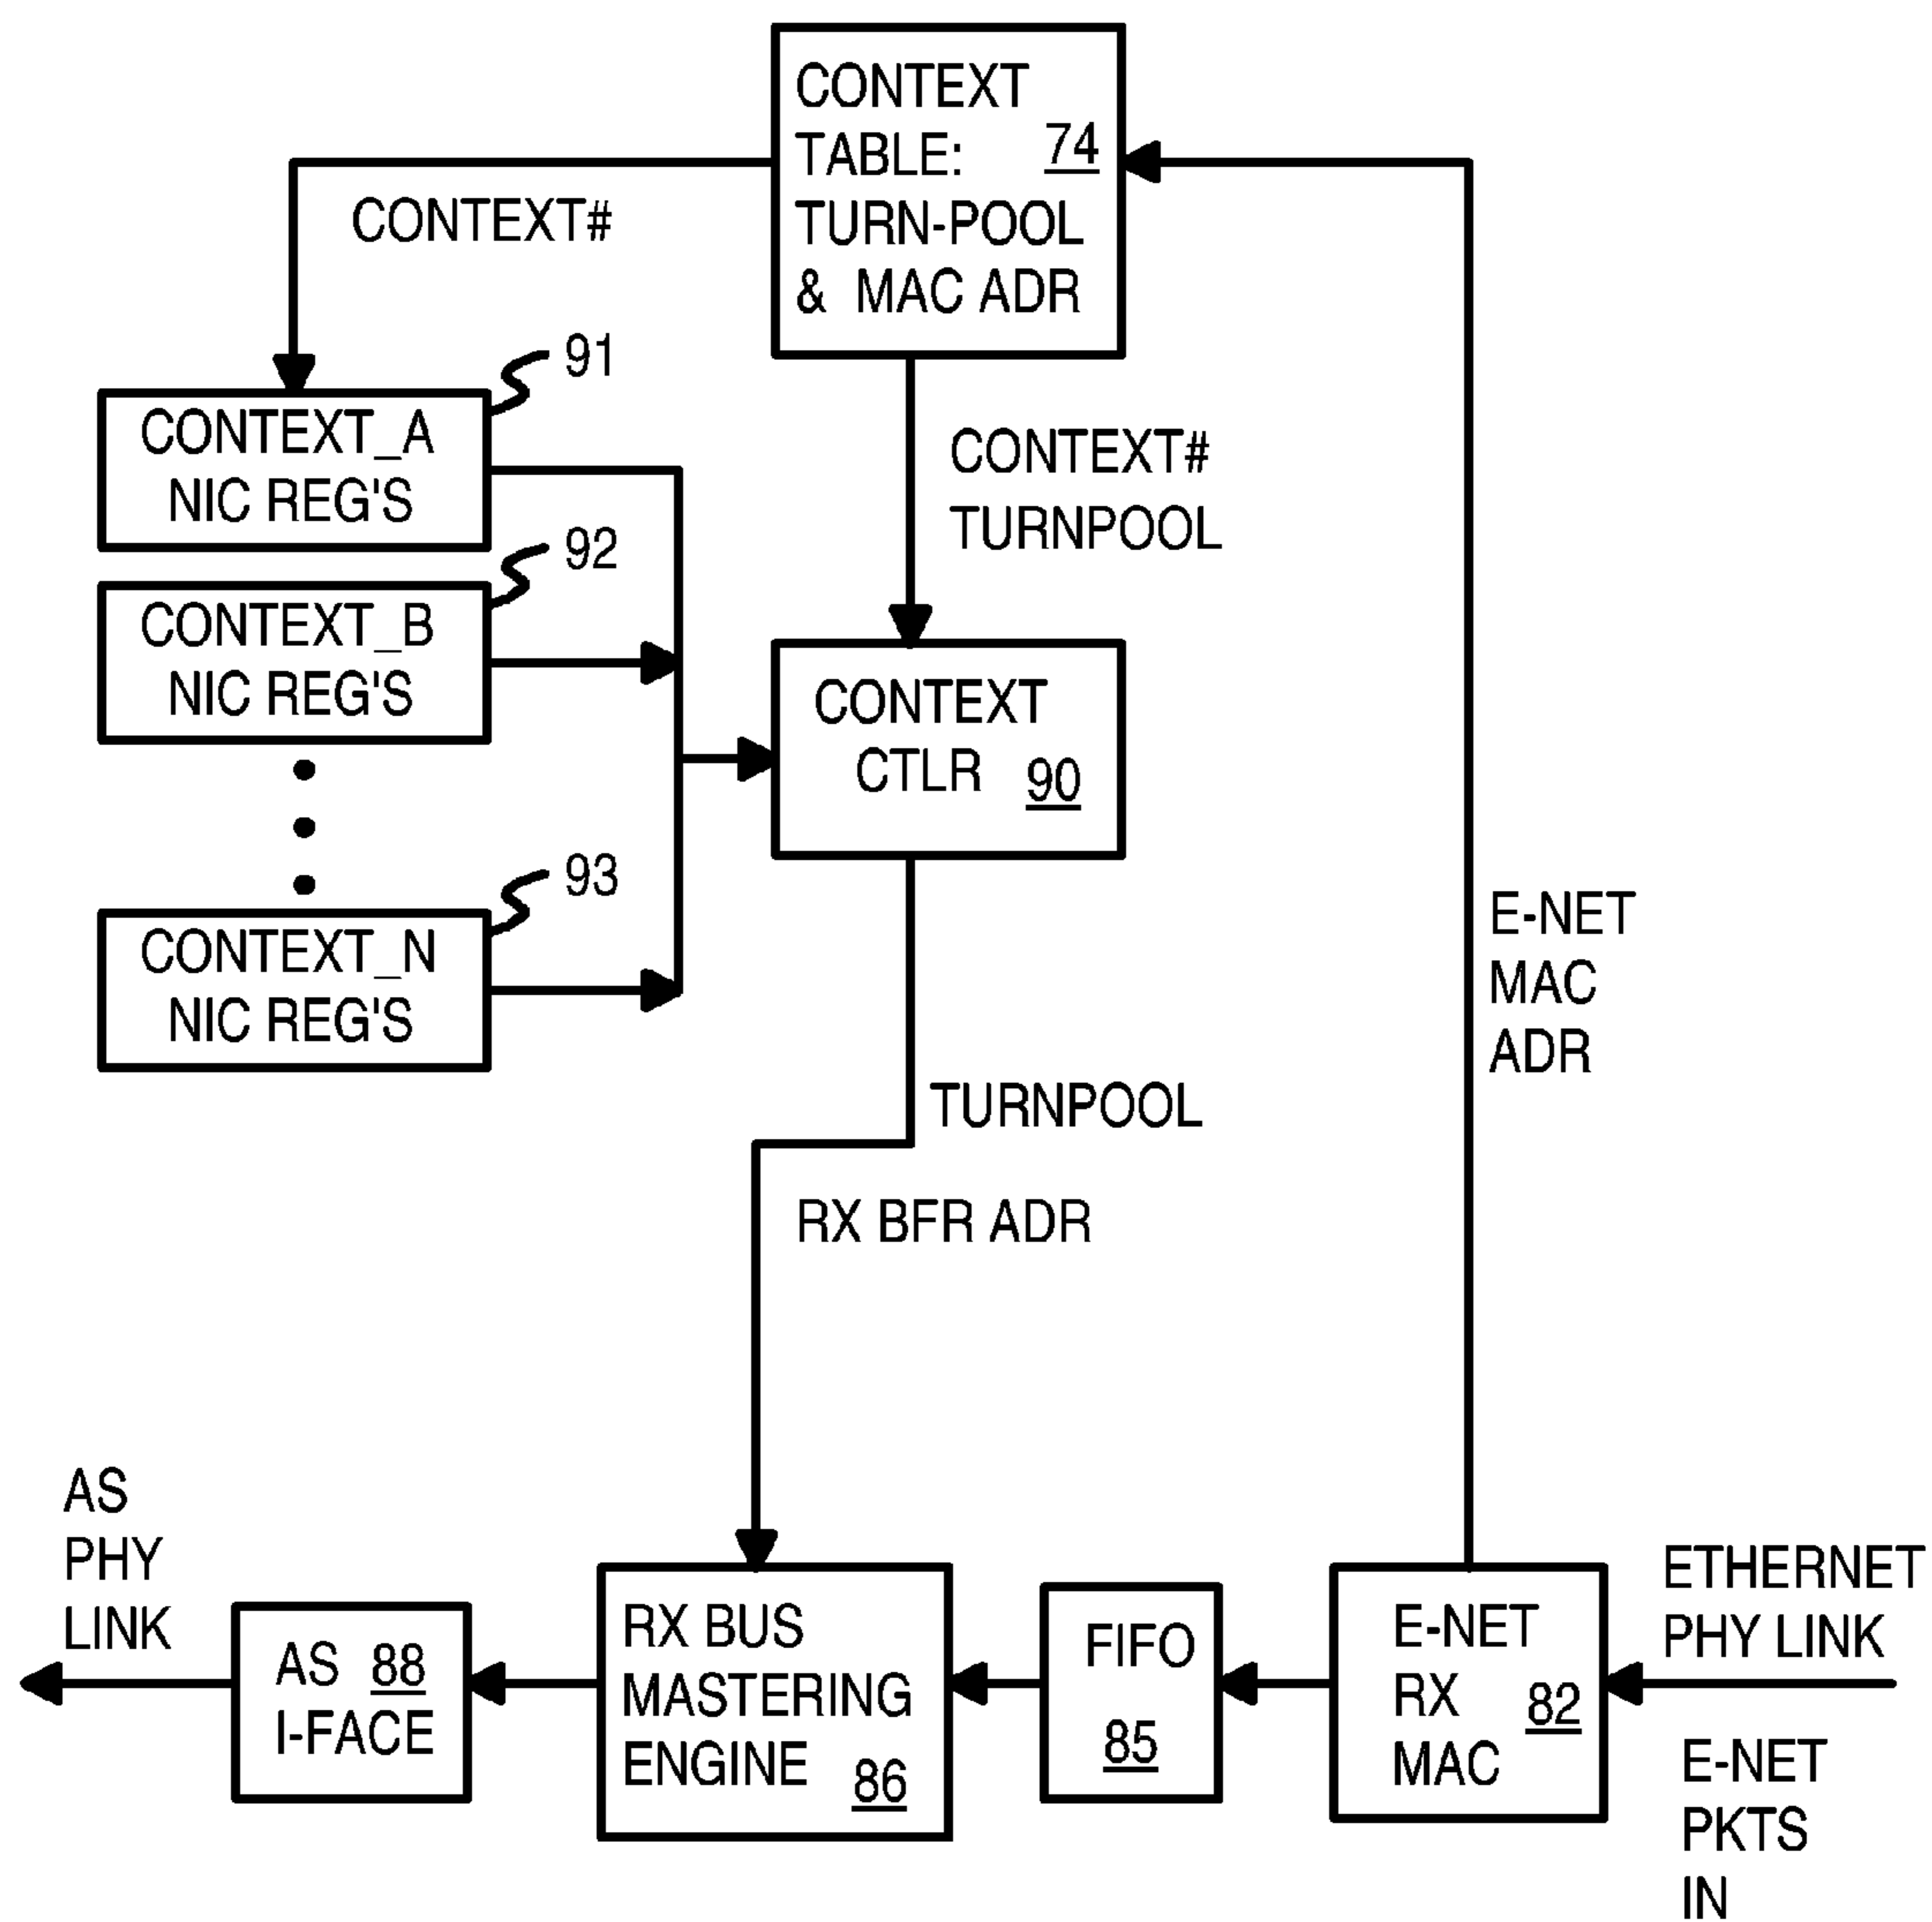 CONTEXT
TABLE: 74
TURN-POOL
& MAC ADR
CONTEXT#
91
CONTEXT_A
NIC REG'S
CONTEXT#
TURNPOOL
92
CONTEXT_B
NIC REG'S
CONTEXT
CTLR 90
93
CONTEXT_N
NIC REG'S
E-NET
MAC
ADR
TURNPOOL
RX BFR ADR
AS
PHY
LINK
AS 88
I-FACE
RX BUS
MASTERING
ENGINE 86
FIFO
85
E-NET
RX 82
MAC
ETHERNET
PHY LINK
E-NET
PKTS
IN